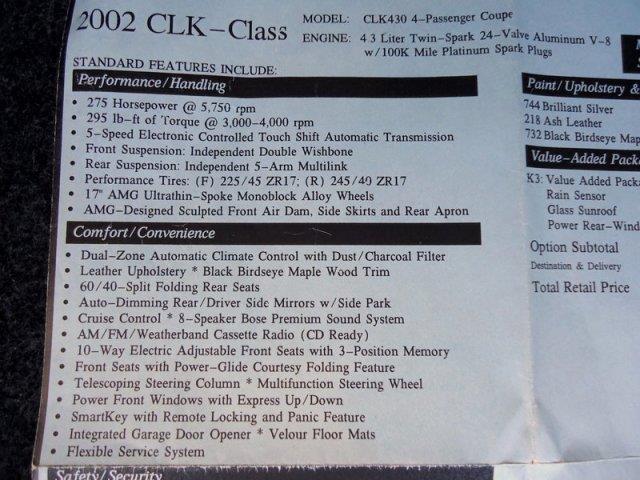 2002 CLK-Class
MODEL: CLK430 4-Passenger Coupe
ENGINE: 4.3 Liter Twin-Spark 24-Valve Aluminum V-8
w/100K Mile Platinum Spark Plugs
STANDARD FEATURES INCLUDE:
Performance/Handling
• 275 Horsepower @ 5,750 rpm
• 295 lb-ft of Torque @ 3,000-4,000 rpm
• 5-Speed Electronic Controlled Touch Shift Automatic Transmission
• Front Suspension: Independent Double Wishbone
• Rear Suspension: Independent 5-Arm Multilink
• Performance Tires: (F) 225/45 ZR17; (R) 245/40 ZR17
• 17" AMG Ultrathin-Spoke Monoblock Alloy Wheels
• AMG-Designed Sculpted Front Air Dam, Side Skirts and Rear Apron
Comfort/Convenience
• Dual-Zone Automatic Climate Control with Dust/Charcoal Filter
• Leather Upholstery * Black Birdseye Maple Wood Trim
• 60/40-Split Folding Rear Seats
• Auto-Dimming Rear/Driver Side Mirrors w/Side Park
• Cruise Control * 8-Speaker Bose Premium Sound System
• AM/FM/Weatherband Cassette Radio (CD Ready)
• 10-Way Electric Adjustable Front Seats with 3-Position Memory
• Front Seats with Power-Glide Courtesy Folding Feature
• Telescoping Steering Column * Multifunction Steering Wheel
• Power Front Windows with Express Up/Down
• SmartKey with Remote Locking and Panic Feature
• Integrated Garage Door Opener * Velour Floor Mats
• Flexible Service System
Safety/Security
Paint/Upholstery &
744 Brilliant Silver
218 Ash Leather
732 Black Birdseye Map
Value-Added Packa
K3: Value Added Packa
Rain Sensor
Glass Sunroof
Power Rear-Wind
Option Subtotal
Destination & Delivery
Total Retail Price